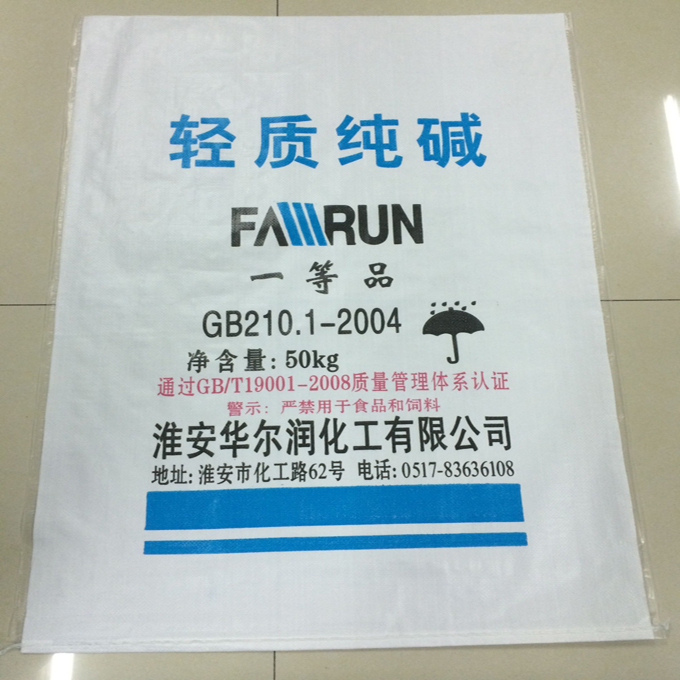 轻质纯碱
FARRUN
一等品
GB210.1-2004
净含量:50kg
通过GB/T19001-2008质量管理体系认证
警示:严禁用于食品和饲料
淮安华尔润化工有限公司
地址:淮安市化工路62号 电话:0517-83636108